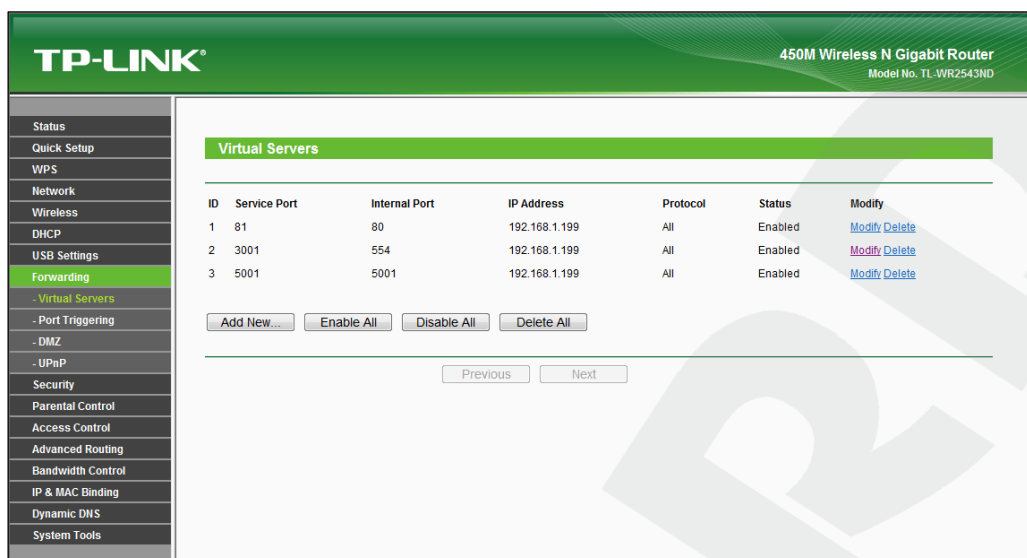 TP-LINK®
450M Wireless N Gigabit Router
Model No. TL-WR2543ND
Status
Quick Setup
WPS
Network
Wireless
DHCP
USB Settings
Forwarding
- Virtual Servers
- Port Triggering
- DMZ
- UPnP
Security
Parental Control
Access Control
Advanced Routing
Bandwidth Control
IP & MAC Binding
Dynamic DNS
System Tools
Virtual Servers
ID Service Port Internal Port IP Address Protocol Status Modify
1 81 80 192.168.1.199 All Enabled Modify Delete
2 3001 554 192.168.1.199 All Enabled Modify Delete
3 5001 5001 192.168.1.199 All Enabled Modify Delete
Add New... Enable All Disable All Delete All
Previous Next